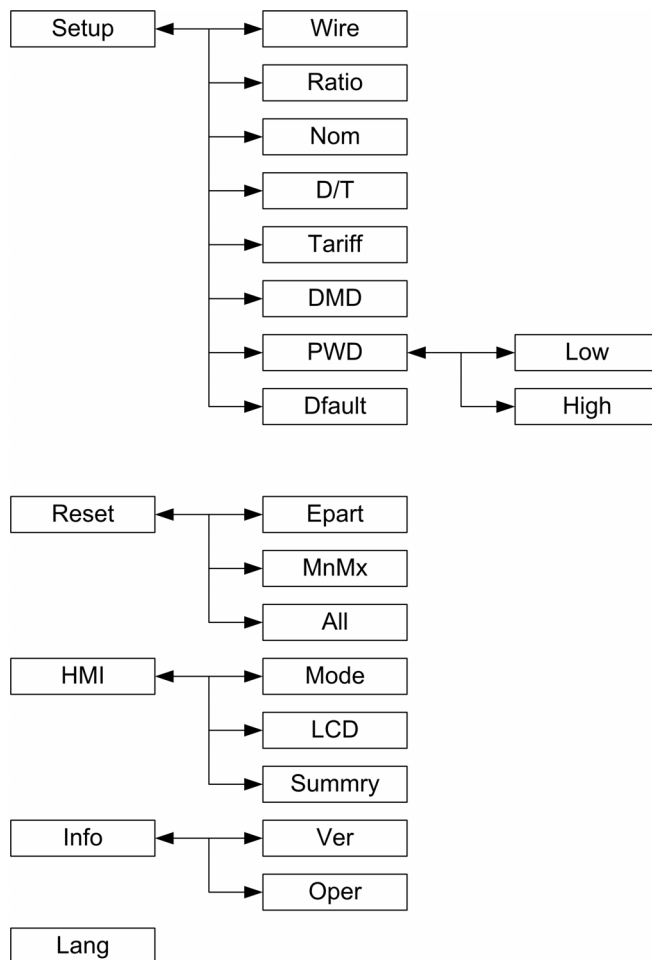 Setup
Wire
Ratio
Nom
D/T
Tariff
DMD
PWD
Low
Dfault
High
Reset
Epart
MnMx
All
HMI
Mode
LCD
Summry
Info
Ver
Oper
Lang